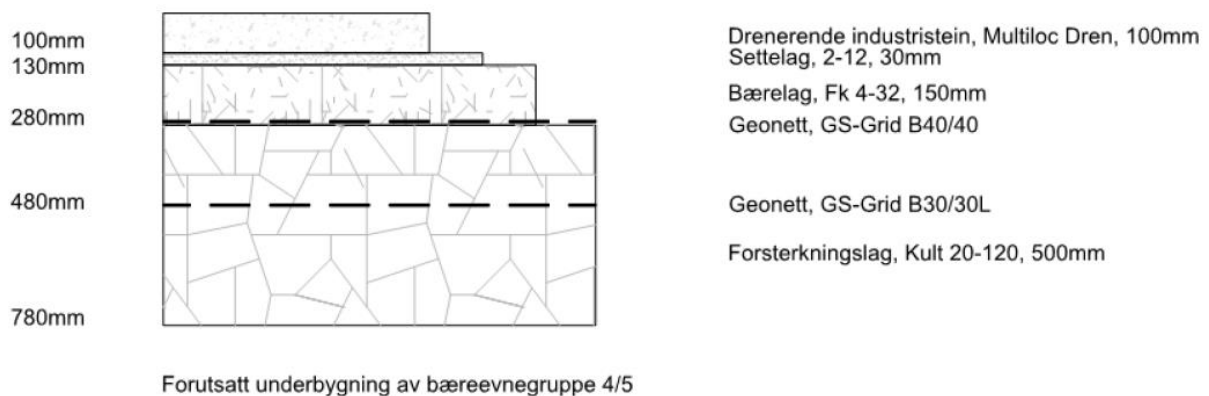 100mm
130mm
280mm
480mm
780mm
Drenerende industristein, Multiloc Dren, 100mm
Settelag, 2-12, 30mm
Bærelag, Fk 4-32, 150mm
Geonett, GS-Grid B40/40
Geonett, GS-Grid B30/30L
Forsterkningslag, Kult 20-120, 500mm
Forutsatt underbygning av bæreevnegruppe 4/5